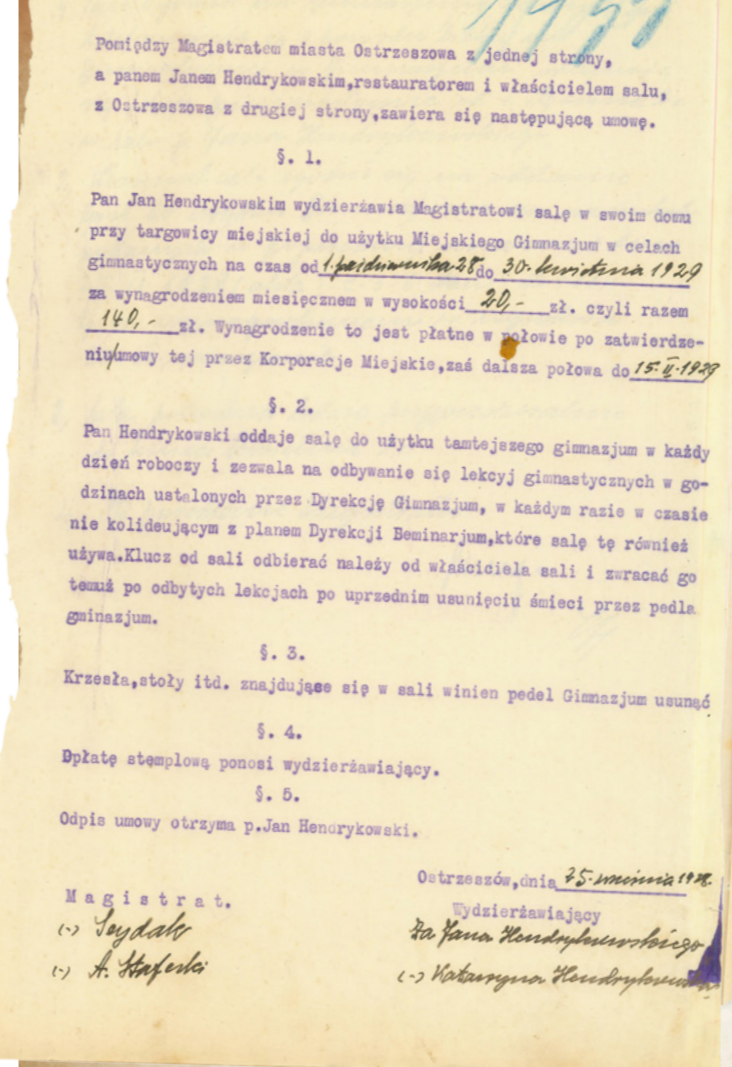 Pomiędzy Magistratem miasta Ostrzeszowa z jednej strony,
a panem Janem Hendrykowskim,restauratorem i właścicielem salu,
z Ostrzeszowa z drugiej strony,zawiera się następującą umowę.
§. 1.
Pan Jan Hendrykowskim wydzierżawia Magistratowi salę w swoim domu
przy targowicy miejskiej do użytku Miejskiego Gimnazjum w celach
gimnastycznych na czas od 1. października 28 do 30. kwietnia 1929
za wynagrodzeniem miesięcznem w wysokości 20,- zł. czyli razem
140,- zł. Wynagrodzenie to jest płatne w połowie po zatwierdze-
niu/umowy tej przez Korporacje Miejskie,zaś dalsza połowa do 15. II. 1929
§. 2.
Pan Hendrykowski oddaje salę do użytku tamtejszego gimnazjum w każdy
dzień roboczy i zezwala na odbywanie się lekcyj gimnastycznych w go-
dzinach ustalonych przez Dyrekcję Gimnazjum, w każdym razie w czasie
nie kolideującym z planem Dyrekcji Seminarjum,które salę tę również
używa.Klucz od sali odbierać należy od właściciela sali i zwracać go
temuż po odbytych lekcjach po uprzednim usunięciu śmieci przez pedla
gminazjum.
§. 3.
Krzesła,stoły itd. znajdujące się w sali winien pedel Gimnazjum usunąć
§. 4.
Opłatę stęmplową ponosi wydzierżawiający.
§. 5.
Odpis umowy otrzyma p.Jan Hendrykowski.
Ostrzeszów,dnia 25. września 1928.
Magistrat.
Wydzierżawiający
(-) Seydak
Za Jana Hendrykowskiego
(-) A. Staferki
(-) Katarzyna Hendrykowska